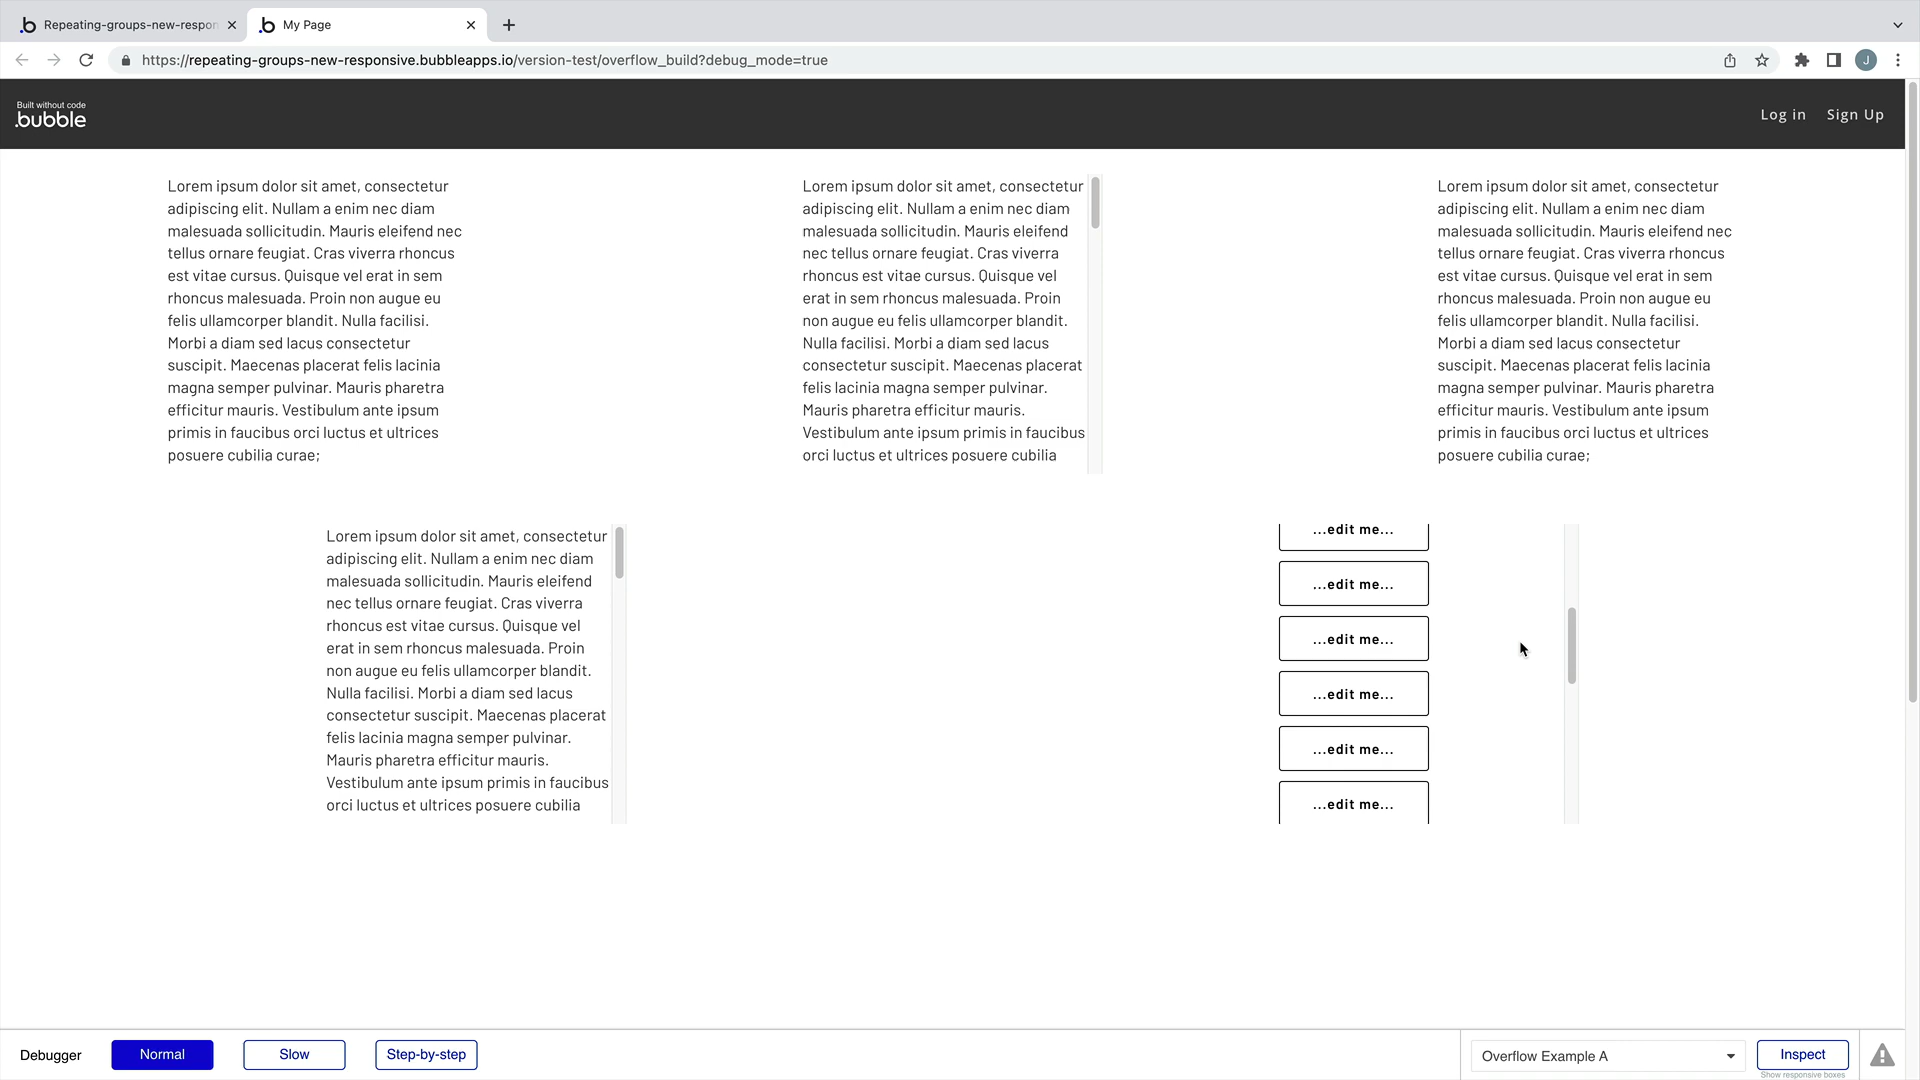 Repeating-groups-new-respon
My Page
https://repeating-groups-new-responsive.bubbleapps.io/version-test/overflow_build?debug_mode=true
J
Built without code
.bubble
Log in
Sign Up
Lorem ipsum dolor sit amet, consectetur
adipiscing elit. Nullam a enim nec diam
malesuada sollicitudin. Mauris eleifend nec
tellus ornare feugiat. Cras viverra rhoncus
est vitae cursus. Quisque vel erat in sem
rhoncus malesuada. Proin non augue eu
felis ullamcorper blandit. Nulla facilisi.
Morbi a diam sed lacus consectetur
suscipit. Maecenas placerat felis lacinia
magna semper pulvinar. Mauris pharetra
efficitur mauris. Vestibulum ante ipsum
primis in faucibus orci luctus et ultrices
posuere cubilia curae;
Lorem ipsum dolor sit amet, consectetur
adipiscing elit. Nullam a enim nec diam
malesuada sollicitudin. Mauris eleifend
nec tellus ornare feugiat. Cras viverra
rhoncus est vitae cursus. Quisque vel
erat in sem rhoncus malesuada. Proin
non augue eu felis ullamcorper blandit.
Nulla facilisi. Morbi a diam sed lacus
consectetur suscipit. Maecenas placerat
felis lacinia magna semper pulvinar.
Mauris pharetra efficitur mauris.
Vestibulum ante ipsum primis in faucibus
orci luctus et ultrices posuere cubilia
Lorem ipsum dolor sit amet, consectetur
adipiscing elit. Nullam a enim nec diam
malesuada sollicitudin. Mauris eleifend nec
tellus ornare feugiat. Cras viverra rhoncus
est vitae cursus. Quisque vel erat in sem
rhoncus malesuada. Proin non augue eu
felis ullamcorper blandit. Nulla facilisi.
Morbi a diam sed lacus consectetur
suscipit. Maecenas placerat felis lacinia
magna semper pulvinar. Mauris pharetra
efficitur mauris. Vestibulum ante ipsum
primis in faucibus orci luctus et ultrices
posuere cubilia curae;
Lorem ipsum dolor sit amet, consectetur
adipiscing elit. Nullam a enim nec diam
malesuada sollicitudin. Mauris eleifend
nec tellus ornare feugiat. Cras viverra
rhoncus est vitae cursus. Quisque vel
erat in sem rhoncus malesuada. Proin
non augue eu felis ullamcorper blandit.
Nulla facilisi. Morbi a diam sed lacus
consectetur suscipit. Maecenas placerat
felis lacinia magna semper pulvinar.
Mauris pharetra efficitur mauris.
Vestibulum ante ipsum primis in faucibus
orci luctus et ultrices posuere cubilia
...edit me...
...edit me...
...edit me...
...edit me...
...edit me...
...edit me...
Debugger
Normal
Slow
Step-by-step
Overflow Example A
Inspect
Show responsive boxes